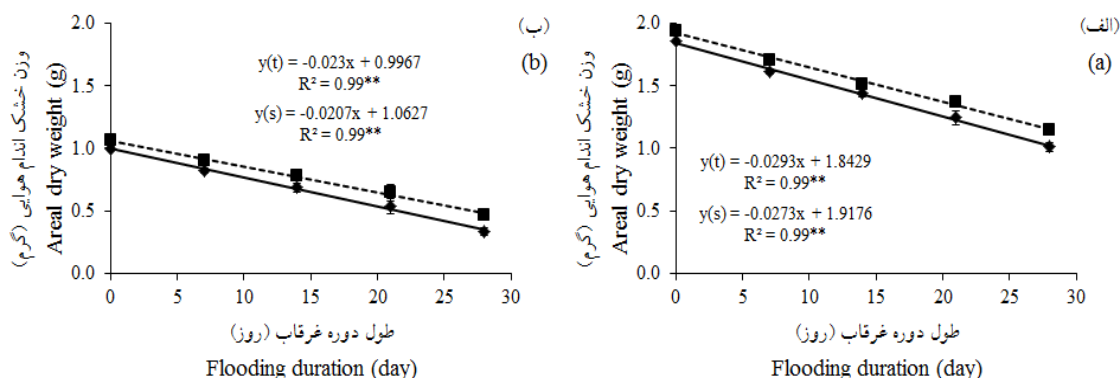 (ب)
(b)
وزن خشک اندام هوایی (گرم)
Areal dry weight (g)
2.0
1.5
1.0
0.5
0.0
y(t) = -0.023x + 0.9967
R² = 0.99**
y(s) = -0.0207x + 1.0627
R² = 0.99**
0 5 10 15 20 25 30
طول دوره غرقاب (روز)
Flooding duration (day)
(الف)
(a)
وزن خشک اندام هوایی (گرم)
Areal dry weight (g)
2.0
1.5
1.0
0.5
0.0
y(t) = -0.0293x + 1.8429
R² = 0.99**
y(s) = -0.0273x + 1.9176
R² = 0.99**
0 5 10 15 20 25 30
طول دوره غرقاب (روز)
Flooding duration (day)